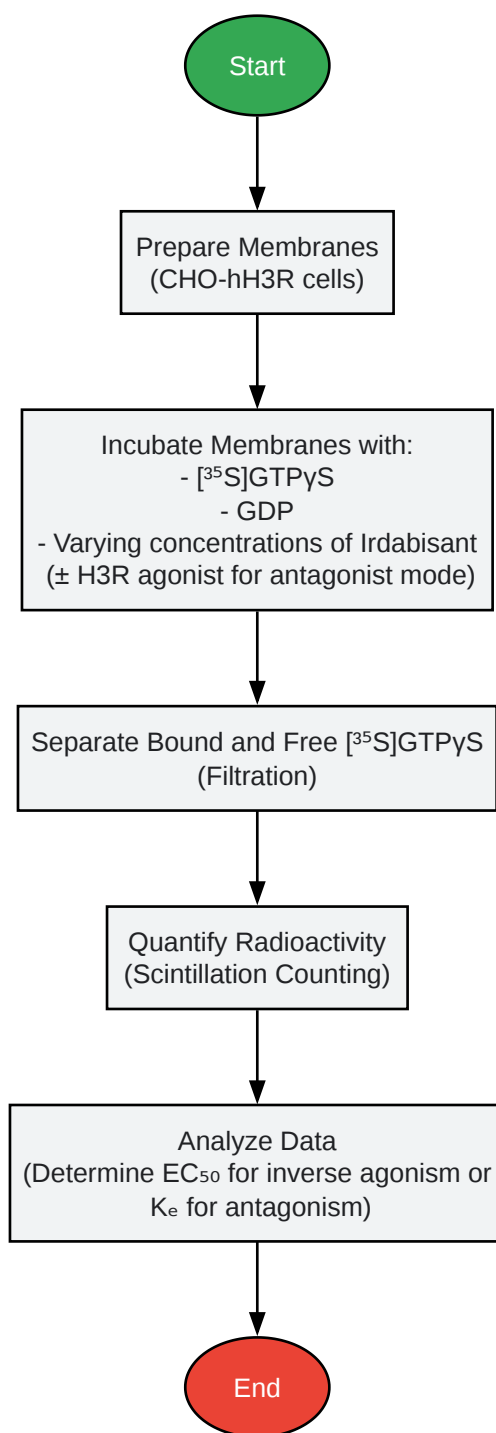 Start
Prepare Membranes
(CHO-hH3R cells)
Incubate Membranes with:
- [³⁵S]GTPγS
- GDP
- Varying concentrations of Irdabisant
(± H3R agonist for antagonist mode)
Separate Bound and Free [³⁵S]GTPγS
(Filtration)
Quantify Radioactivity
(Scintillation Counting)
Analyze Data
(Determine EC₅₀ for inverse agonism or
Kₑ for antagonism)
End